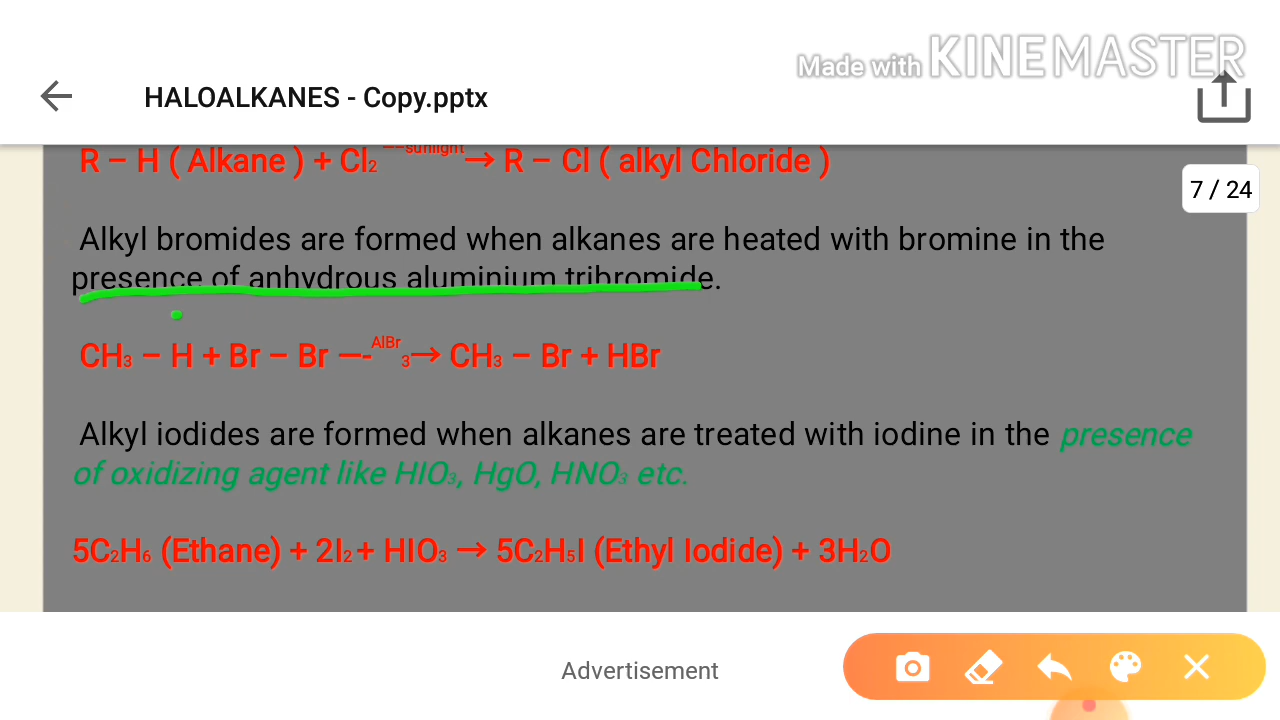 Made with KINEMASTER
HALOALKANES - Copy.pptx
R – H ( Alkane ) + Cl₂ ——sunlight→ R – Cl ( alkyl Chloride )
7 / 24
Alkyl bromides are formed when alkanes are heated with bromine in the
presence of anhydrous aluminium tribromide.
CH₃ – H + Br – Br —-AlBr₃→ CH₃ – Br + HBr
Alkyl iodides are formed when alkanes are treated with iodine in the presence
of oxidizing agent like HIO₃, HgO, HNO₃ etc.
5C₂H₆ (Ethane) + 2I₂ + HIO₃ → 5C₂H₅I (Ethyl Iodide) + 3H₂O
Advertisement